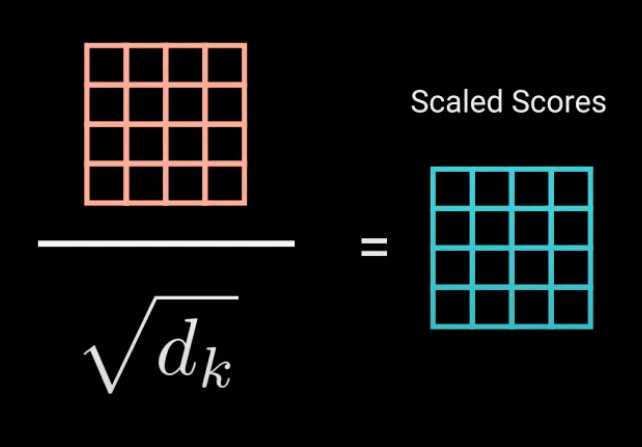 Scaled Scores
=
√d_k